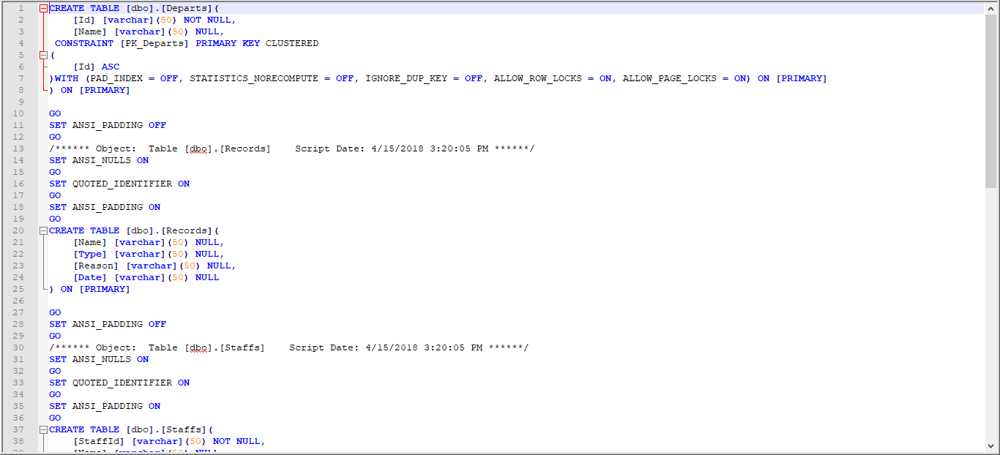 1 CREATE TABLE [dbo].[Departs](
2 [Id] [varchar](50) NOT NULL,
3 [Name] [varchar](50) NULL,
4 CONSTRAINT [PK_Departs] PRIMARY KEY CLUSTERED
5 (
6 [Id] ASC
7 )WITH (PAD_INDEX = OFF, STATISTICS_NORECOMPUTE = OFF, IGNORE_DUP_KEY = OFF, ALLOW_ROW_LOCKS = ON, ALLOW_PAGE_LOCKS = ON) ON [PRIMARY]
8 ) ON [PRIMARY]
9
10 GO
11 SET ANSI_PADDING OFF
12 GO
13 /****** Object:  Table [dbo].[Records]    Script Date: 4/15/2018 3:20:05 PM ******/
14 SET ANSI_NULLS ON
15 GO
16 SET QUOTED_IDENTIFIER ON
17 GO
18 SET ANSI_PADDING ON
19 GO
20 CREATE TABLE [dbo].[Records](
21 [Name] [varchar](50) NULL,
22 [Type] [varchar](50) NULL,
23 [Reason] [varchar](50) NULL,
24 [Date] [varchar](50) NULL
25 ) ON [PRIMARY]
26
27 GO
28 SET ANSI_PADDING OFF
29 GO
30 /****** Object:  Table [dbo].[Staffs]    Script Date: 4/15/2018 3:20:05 PM ******/
31 SET ANSI_NULLS ON
32 GO
33 SET QUOTED_IDENTIFIER ON
34 GO
35 SET ANSI_PADDING ON
36 GO
37 CREATE TABLE [dbo].[Staffs](
38 [StaffId] [varchar](50) NOT NULL,